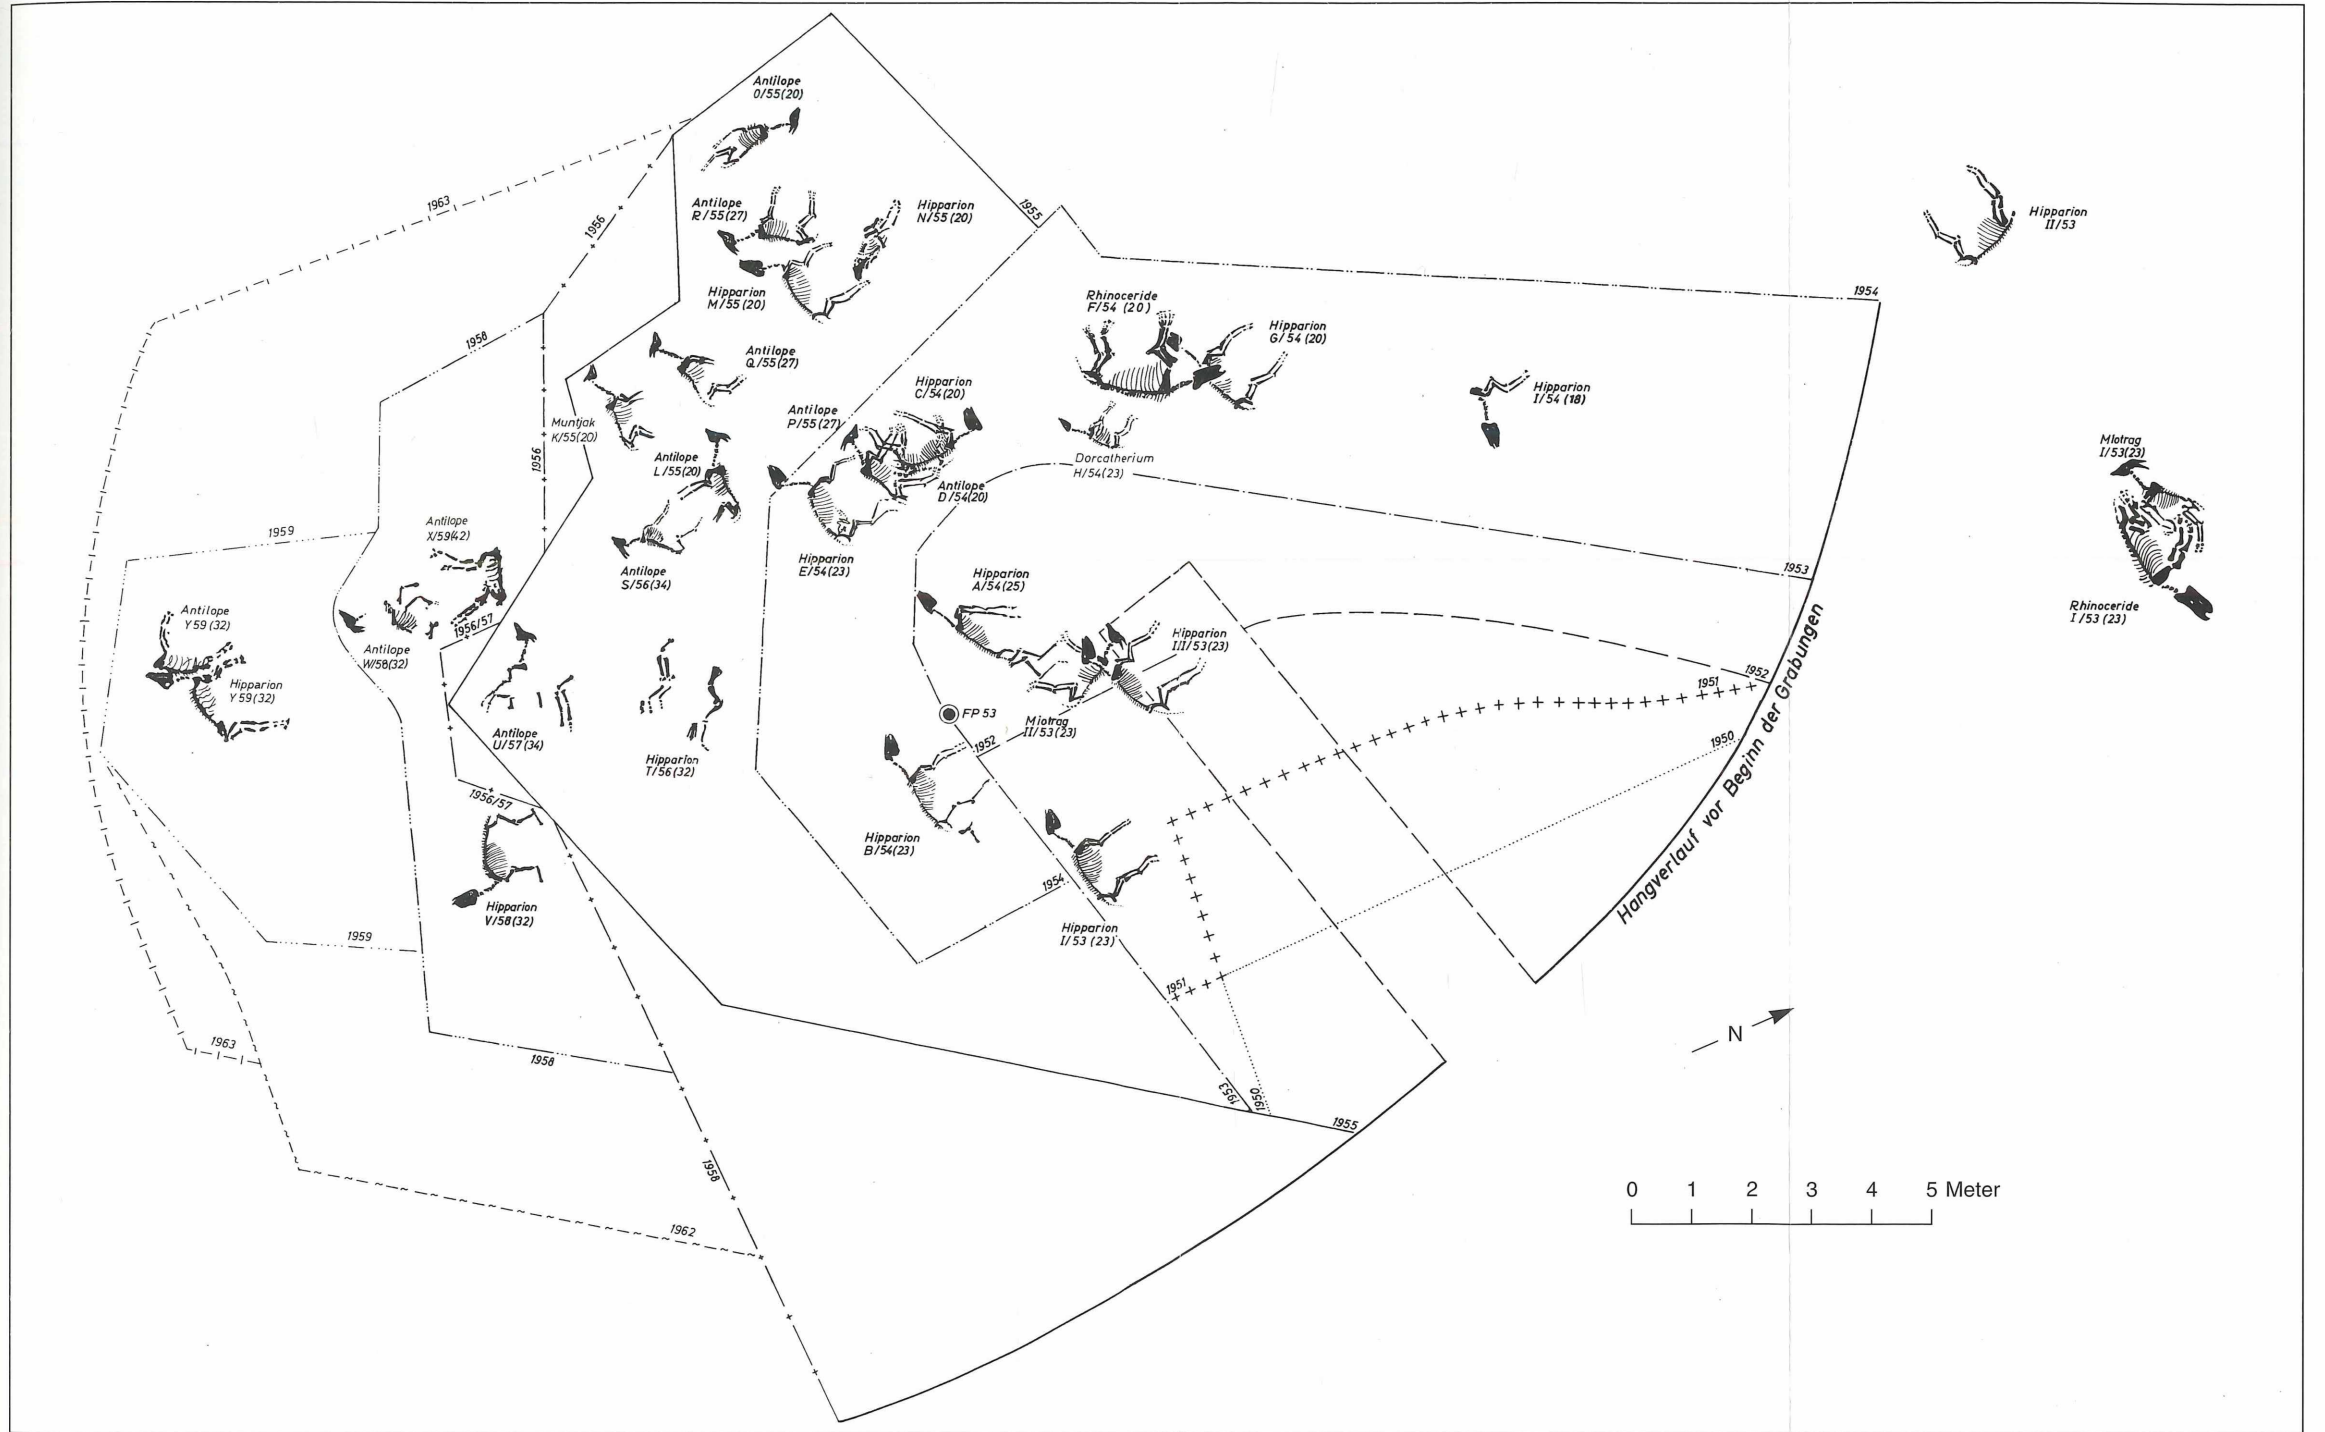 Antilope
O/55(20)
1963
1956
Antilope
R/55(27)
Hipparion
N/55(20)
1955
Hipparion
II/53
Hipparion
M/55(20)
1954
Rhinoceride
F/54 (20)
Hipparion
G/54 (20)
1958
Antilope
Q/55(27)
Hipparion
C/54(20)
Hipparion
I/54 (18)
Antilope
P/55(27)
Muntjak
K/55(20)
Miotrag
I/53(23)
1956
Antilope
L/55(20)
Dorcatherium
H/54(23)
Antilope
D/54(20)
1959
Antilope
X/59(42)
Hipparion
E/54(23)
Antilope
S/56(34)
Hipparion
A/54(25)
1953
Rhinoceride
I/53 (23)
Antilope
Y59 (32)
1956/57
Hipparion
III/53(23)
Antilope
W/58(32)
Hipparion
Y59 (32)
1952
1951
FP 53
Miotrag
II/53(23)
Antilope
U/57(34)
1952
1950
Hipparion
T/56(32)
Hangverlauf vor Beginn der Grabungen
1956/57
Hipparion
B/54(23)
1954
Hipparion
V/58(32)
Hipparion
I/53 (23)
1959
1951
N
1963
1958
1953
1950
1955
1958
0 1 2 3 4 5 Meter
1962